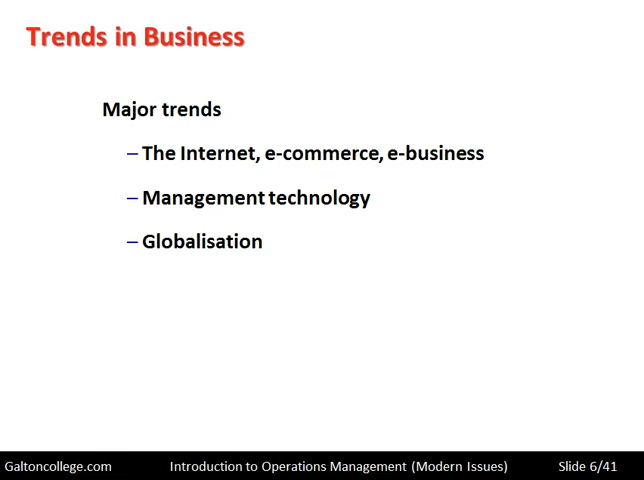 Trends in Business
Major trends
– The Internet, e-commerce, e-business
– Management technology
– Globalisation
Galtoncollege.com Introduction to Operations Management (Modern Issues) Slide 6/41